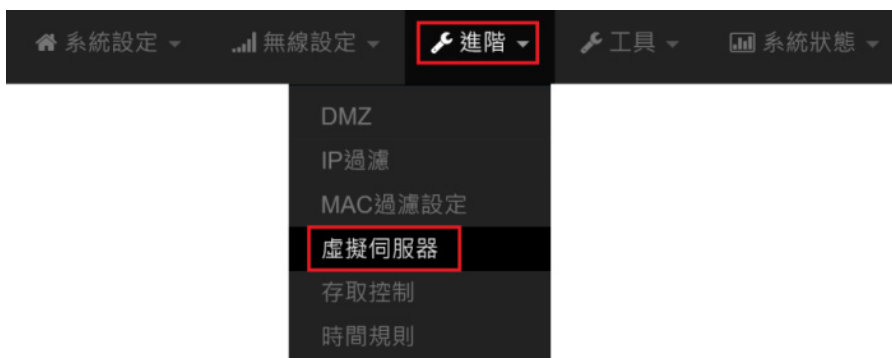 系統設定 無線設定 進階 工具 系統狀態
DMZ
IP過濾
MAC過濾設定
虛擬伺服器
存取控制
時間規則